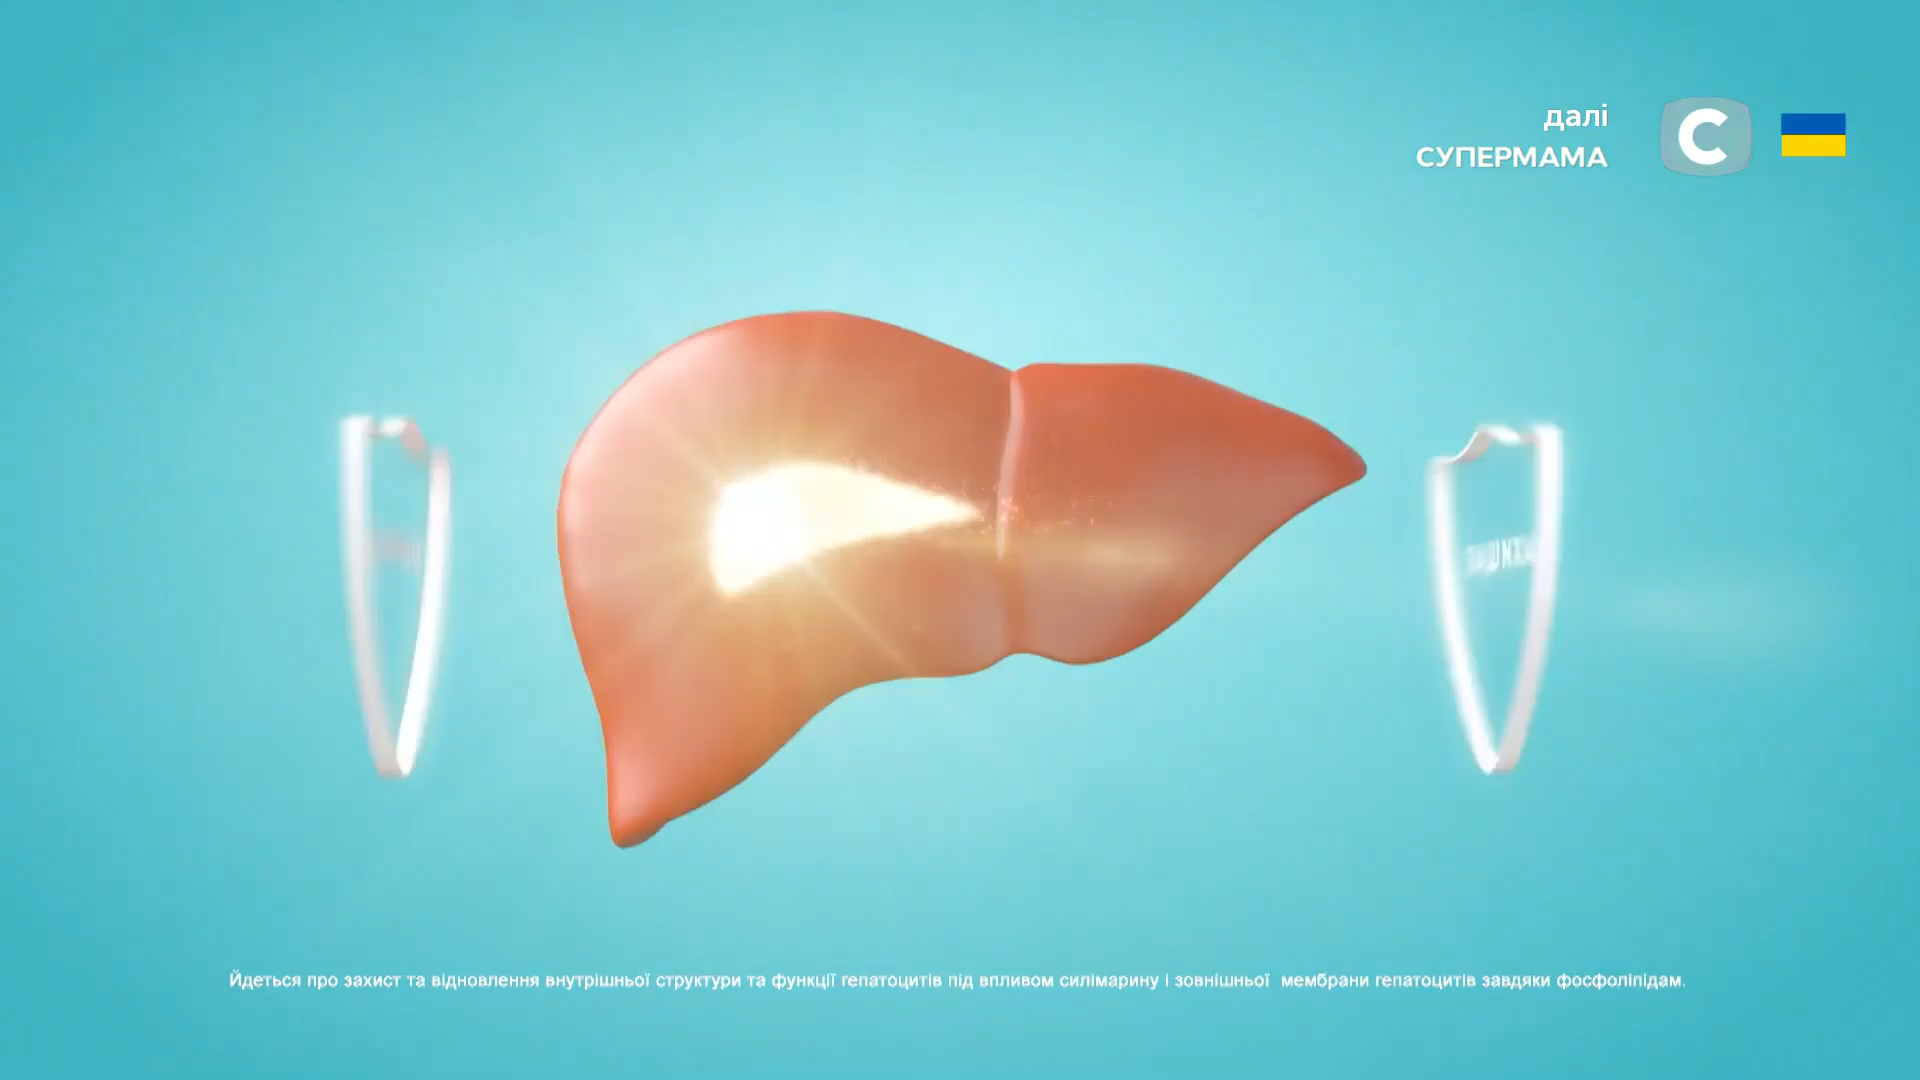 далі
СУПЕРМАМА
C
Йдеться про захист та відновлення внутрішньої структури та функції гепатоцитів під впливом силімарину і зовнішньої мембрани гепатоцитів завдяки фосфоліпідам.